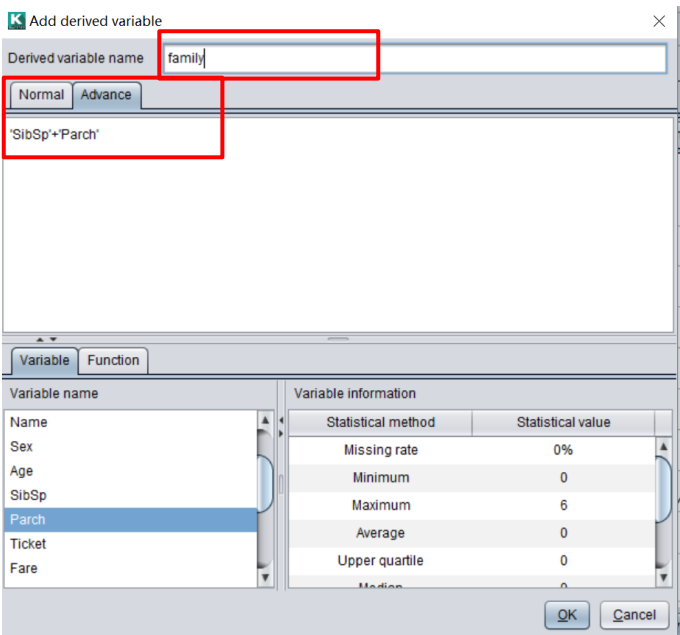 K Add derived variable
Derived variable name family
Normal Advance
'SibSp'+'Parch'
Variable Function
Variable name Variable information
Name Statistical method Statistical value
Sex Missing rate 0%
Age Minimum 0
SibSp Maximum 6
Parch Average 0
Ticket Upper quartile 0
Fare Median 0
OK Cancel